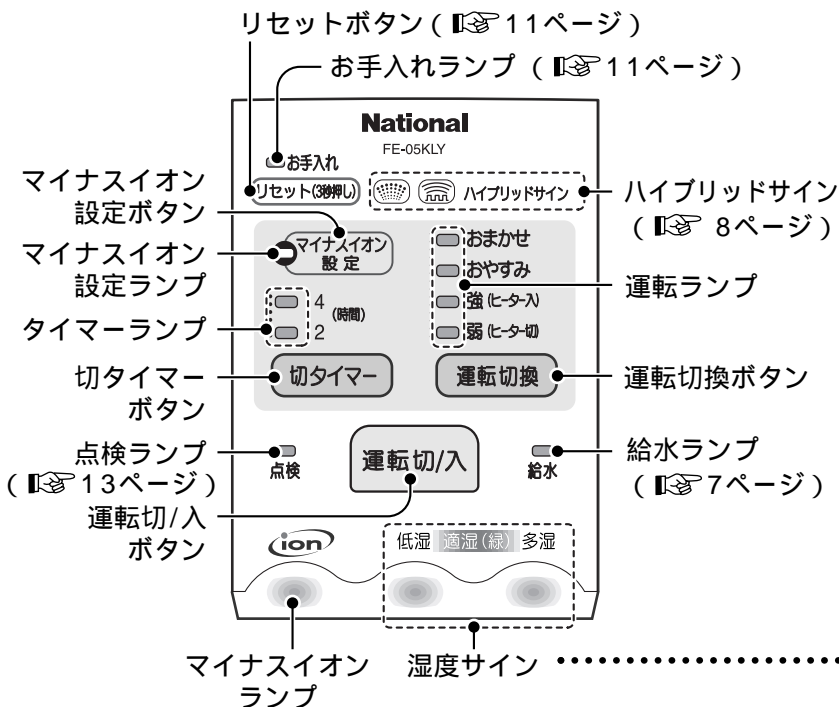 リセットボタン(☞11ページ)
お手入れランプ(☞11ページ)
National
FE-05KLY
お手入れ
リセット(3秒押し)
ハイブリッドサイン
ハイブリッドサイン
(☞ 8ページ)
マイナスイオン
設定ボタン
マイナスイオン
設定
マイナスイオン
設定ランプ
おまかせ
おやすみ
強(ヒーター入)
弱(ヒーター切)
運転ランプ
4
(時間)
2
タイマーランプ
切タイマー
ボタン
切タイマー
運転切換
運転切換ボタン
点検ランプ
(☞13ページ)
点検
運転切/入
給水
給水ランプ
(☞7ページ)
運転切/入
ボタン
ion
低湿 適湿(緑) 多湿
マイナスイオン
ランプ
湿度サイン